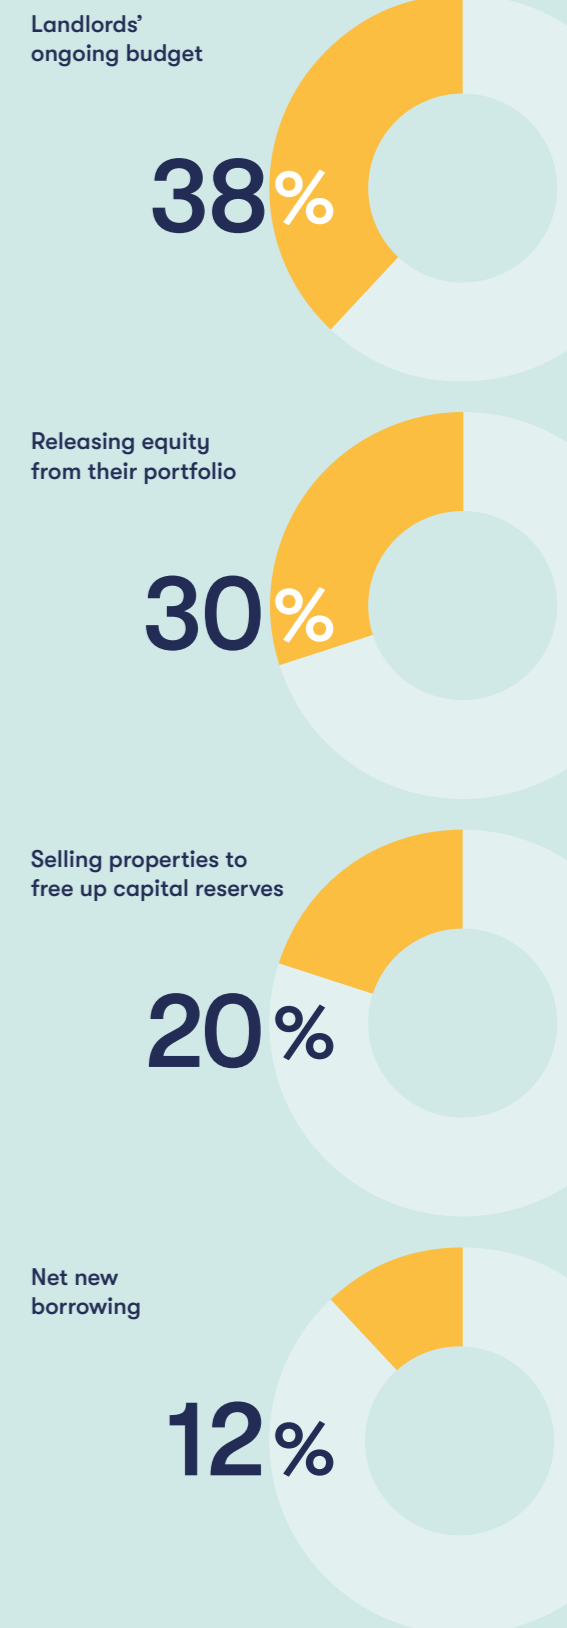 Landlords’
ongoing budget
38%
Releasing equity
from their portfolio
30%
Selling properties to
free up capital reserves
20%
Net new
borrowing
12%